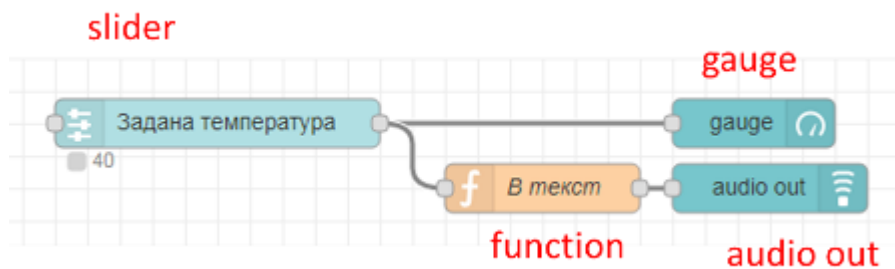 slider
gauge
Задана температура
gauge
40
В текст
audio out
function
audio out